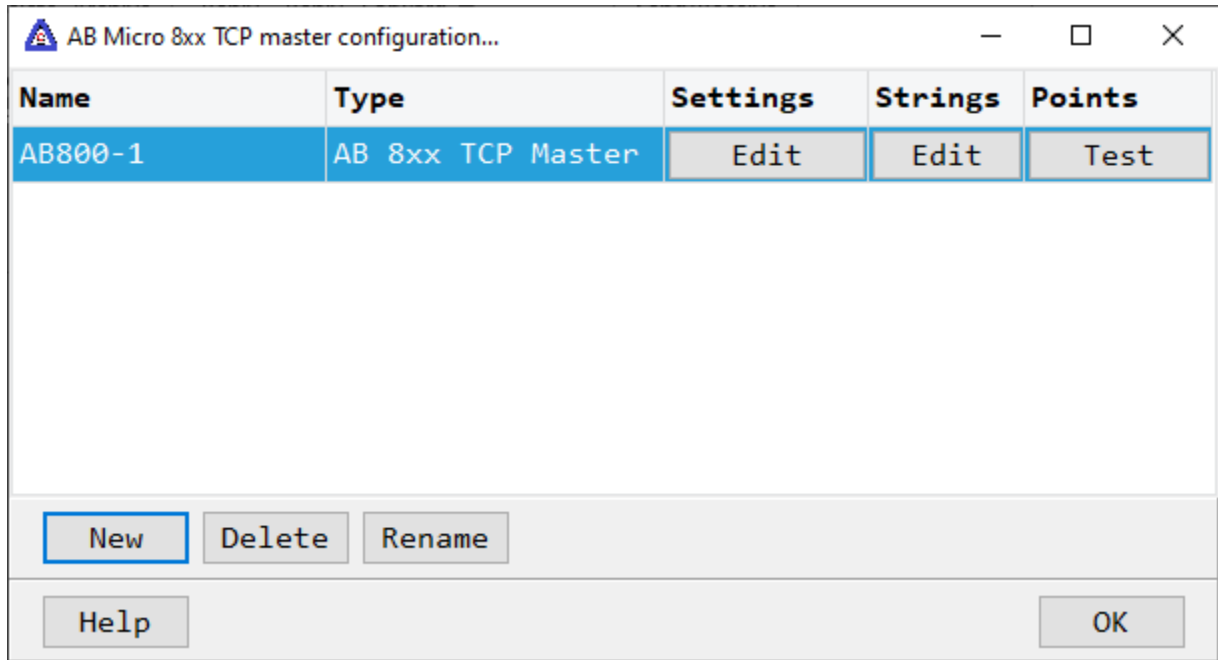 AB Micro 8xx TCP master configuration...
Name Type Settings Strings Points
AB800-1 AB 8xx TCP Master Edit Edit Test
New Delete Rename
Help OK